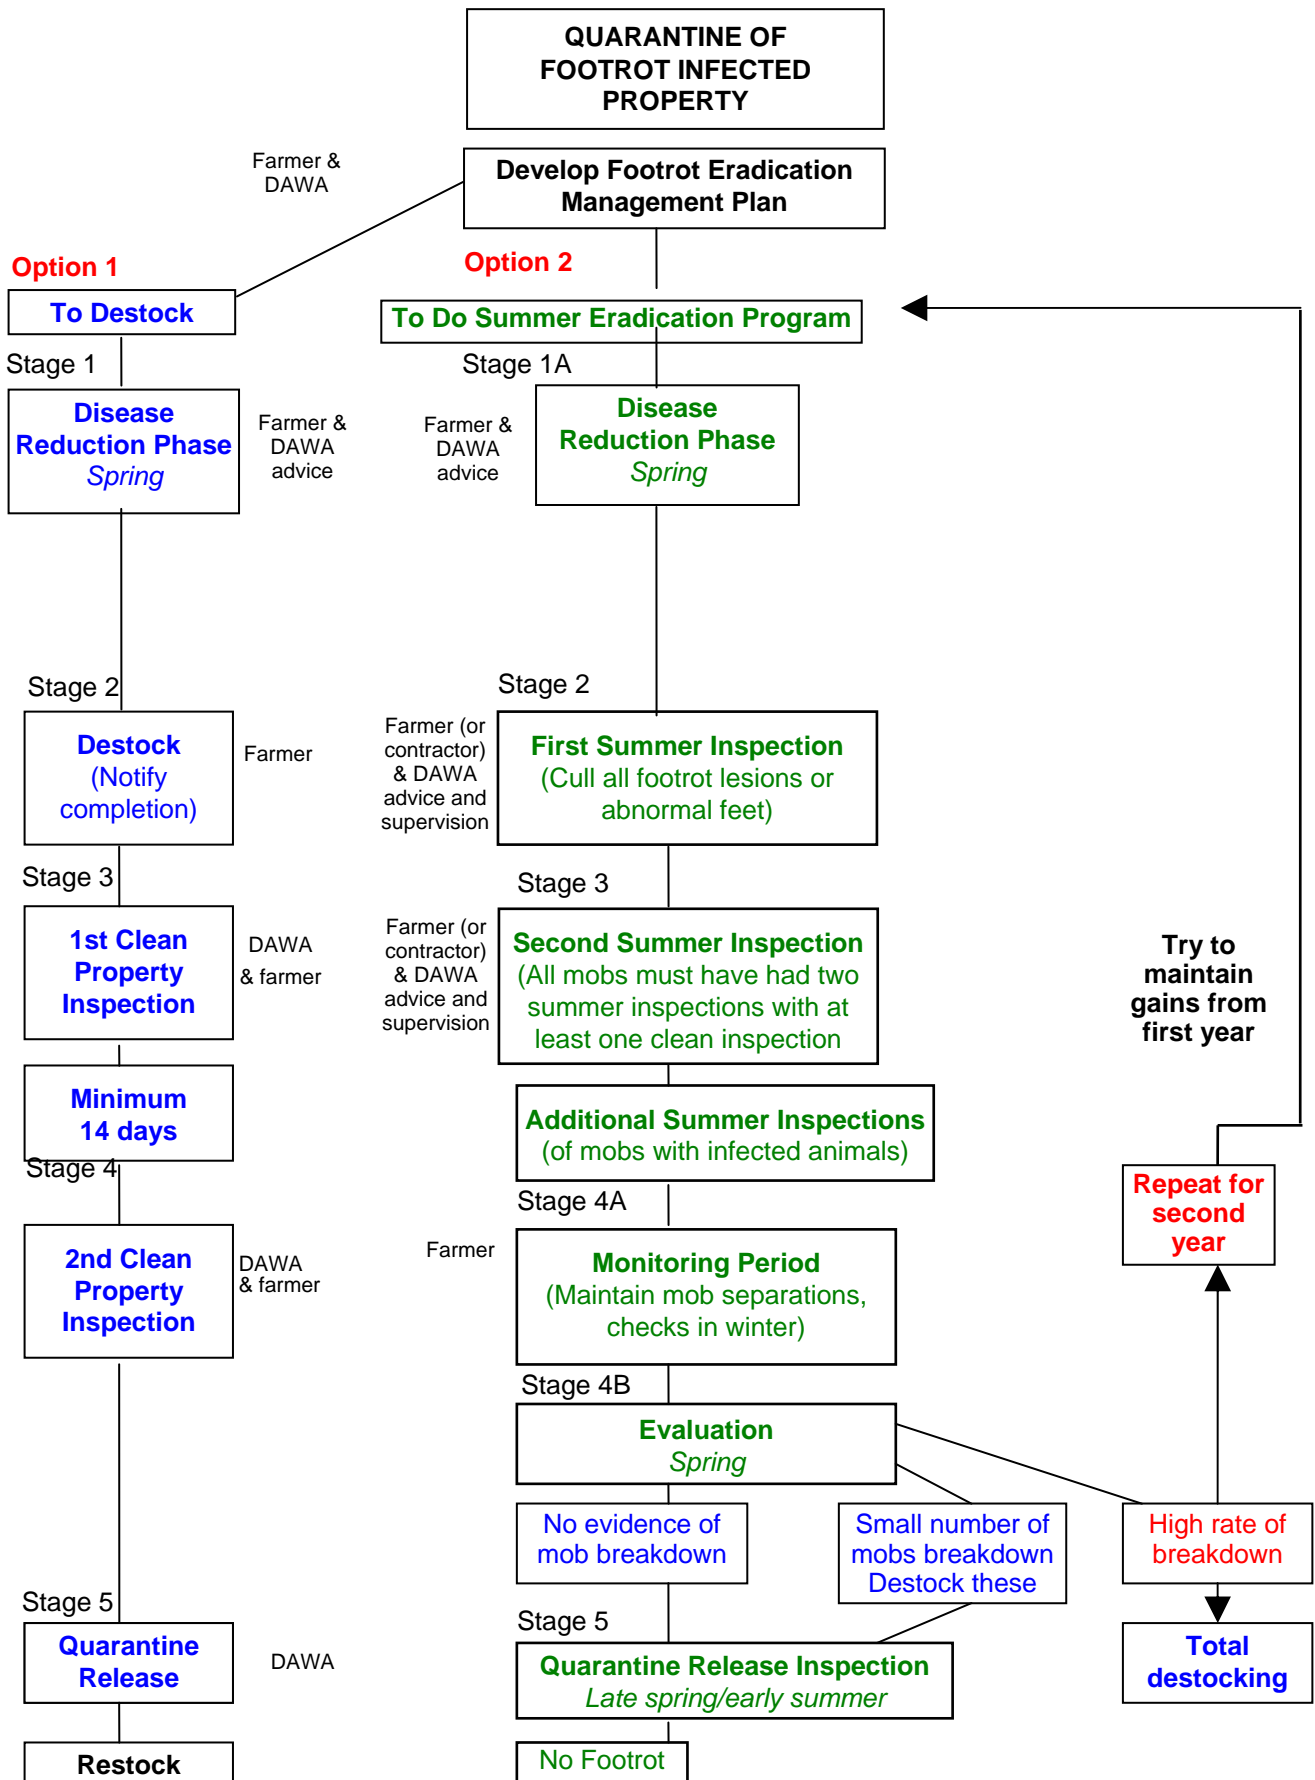 QUARANTINE OF
FOOTROT INFECTED
PROPERTY
Farmer &
DAWA
Develop Footrot Eradication
Management Plan
Option 1
Option 2
To Destock
To Do Summer Eradication Program
Stage 1
Stage 1A
Disease
Reduction Phase
Spring
Farmer &
DAWA
advice
Farmer &
DAWA
advice
Disease
Reduction Phase
Spring
Stage 2
Stage 2
Destock
(Notify
completion)
Farmer
Farmer (or
contractor)
& DAWA
advice and
supervision
First Summer Inspection
(Cull all footrot lesions or
abnormal feet)
Stage 3
Stage 3
1st Clean
Property
Inspection
DAWA
& farmer
Farmer (or
contractor)
& DAWA
advice and
supervision
Second Summer Inspection
(All mobs must have had two
summer inspections with at
least one clean inspection
Try to
maintain
gains from
first year
Minimum
14 days
Additional Summer Inspections
(of mobs with infected animals)
Stage 4
Stage 4A
Repeat for
second
year
2nd Clean
Property
Inspection
DAWA
& farmer
Farmer
Monitoring Period
(Maintain mob separations,
checks in winter)
Stage 4B
Evaluation
Spring
No evidence of
mob breakdown
Small number of
mobs breakdown
Destock these
High rate of
breakdown
Stage 5
Stage 5
Quarantine
Release
DAWA
Quarantine Release Inspection
Late spring/early summer
Total
destocking
Restock
No Footrot